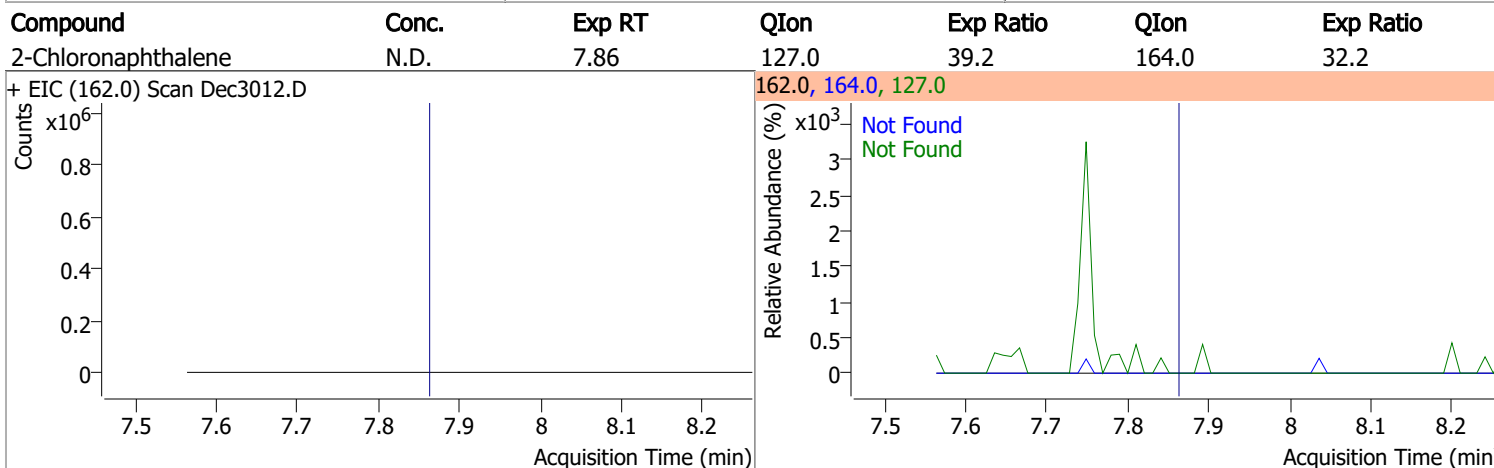 Compound Conc. Exp RT QIon Exp Ratio QIon Exp Ratio
2-Chloronaphthalene N.D. 7.86 127.0 39.2 164.0 32.2
+ EIC (162.0) Scan Dec3012.D
Counts
x10^6
0.8
0.6
0.4
0.2
0
7.5 7.6 7.7 7.8 7.9 8 8.1 8.2
Acquisition Time (min)
162.0, 164.0, 127.0
Relative Abundance (%)
x10^3
Not Found
Not Found
3
2.5
2
1.5
1
0.5
0
7.5 7.6 7.7 7.8 7.9 8 8.1 8.2
Acquisition Time (min)